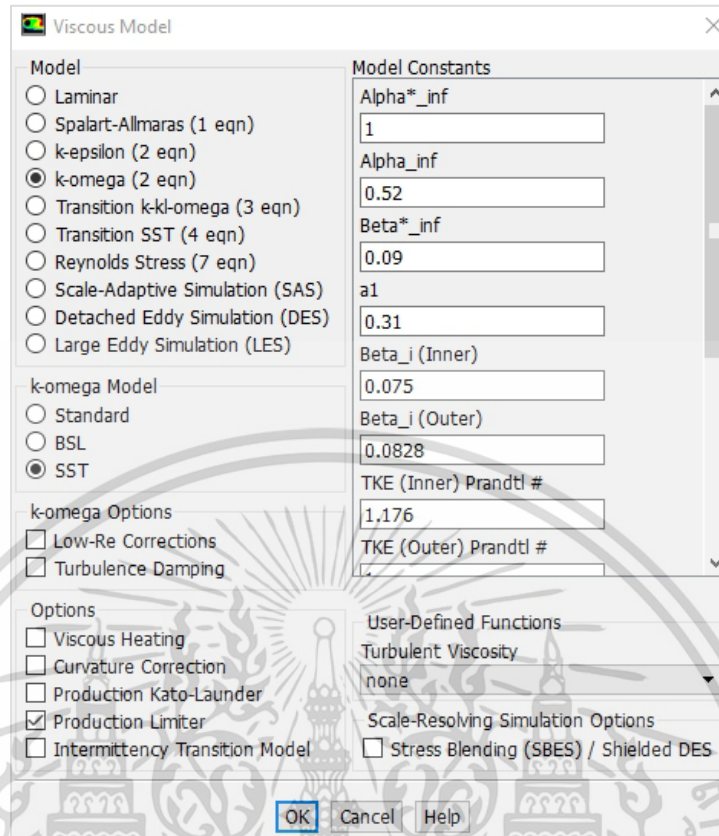 Viscous Model
Model
Laminar
Spalart-Allmaras (1 eqn)
k-epsilon (2 eqn)
k-omega (2 eqn)
Transition k-kl-omega (3 eqn)
Transition SST (4 eqn)
Reynolds Stress (7 eqn)
Scale-Adaptive Simulation (SAS)
Detached Eddy Simulation (DES)
Large Eddy Simulation (LES)
k-omega Model
Standard
BSL
SST
k-omega Options
Low-Re Corrections
Turbulence Damping
Options
Viscous Heating
Curvature Correction
Production Kato-Launder
Production Limiter
Intermittency Transition Model
Model Constants
Alpha*_inf
1
Alpha_inf
0.52
Beta*_inf
0.09
a1
0.31
Beta_i (Inner)
0.075
Beta_i (Outer)
0.0828
TKE (Inner) Prandtl #
1.176
TKE (Outer) Prandtl #
User-Defined Functions
Turbulent Viscosity
none
Scale-Resolving Simulation Options
Stress Blending (SBES) / Shielded DES
OK Cancel Help